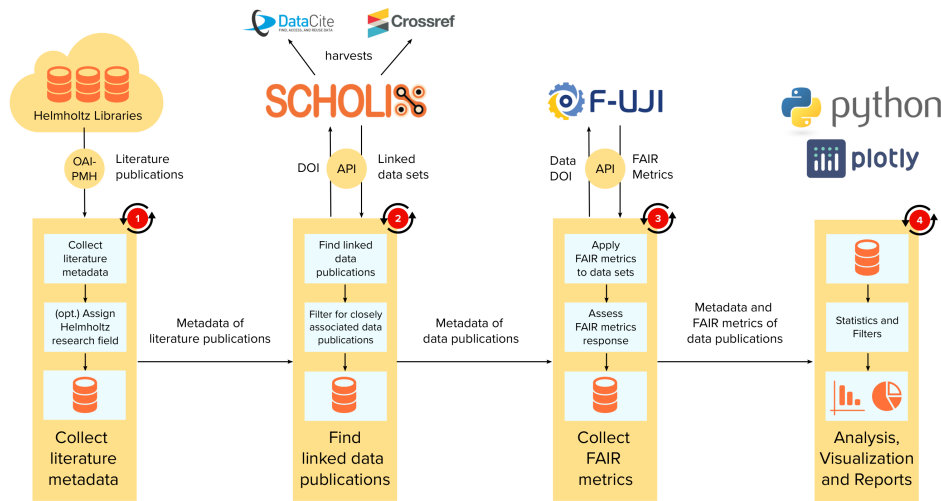 DataCite
FIND, ACCESS, AND REUSE DATA
Crossref
harvests
Helmholtz Libraries
SCHOLIX
F-UJI
python
plotly
OAI-
PMH
Literature
publications
DOI
API
Linked
data sets
Data
DOI
API
FAIR
Metrics
1
Collect
literature
metadata
(opt.) Assign
Helmholtz
research field
Collect
literature
metadata
Metadata of
literature publications
2
Find linked
data
publications
Filter for closely
associated data
publications
Find
linked data
publications
Metadata of
data publications
3
Apply
FAIR metrics
to data sets
Assess
FAIR metrics
response
Collect
FAIR
metrics
Metadata and
FAIR metrics of
data publications
4
Statistics and
Filters
Analysis,
Visualization
and Reports